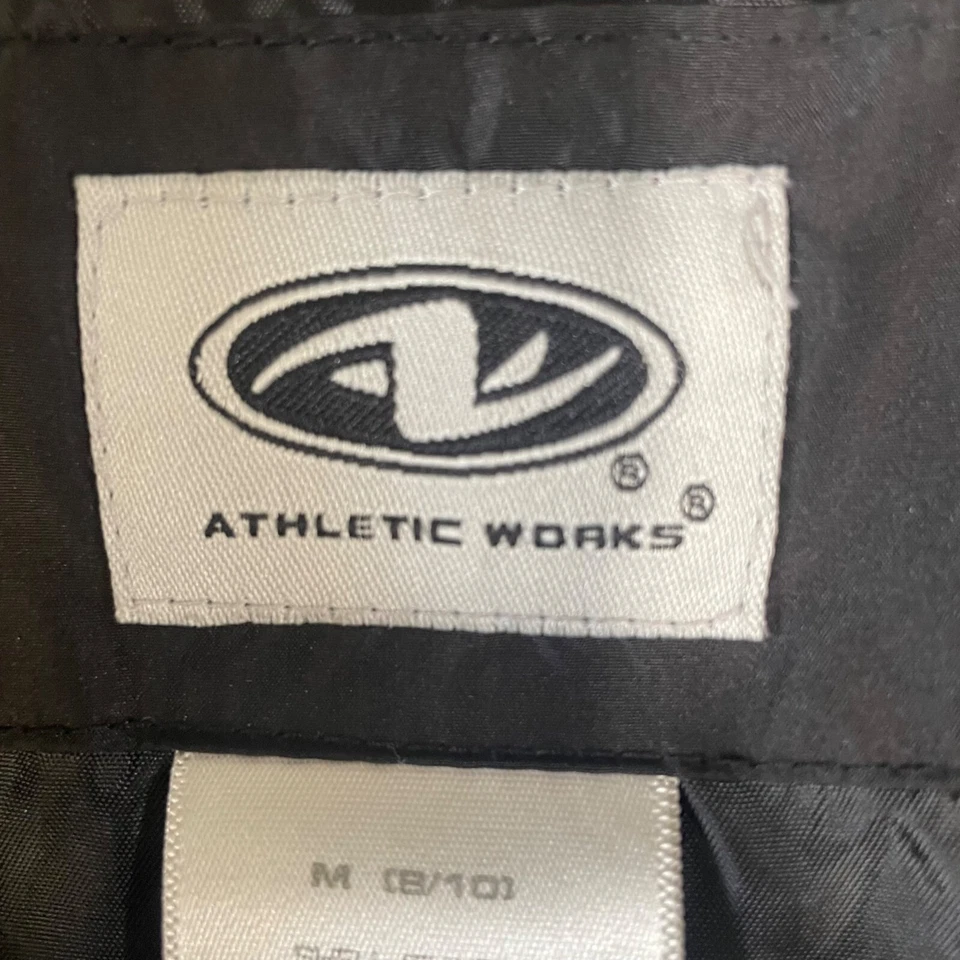 ®
ATHLETIC WORKS®
M (8/10)